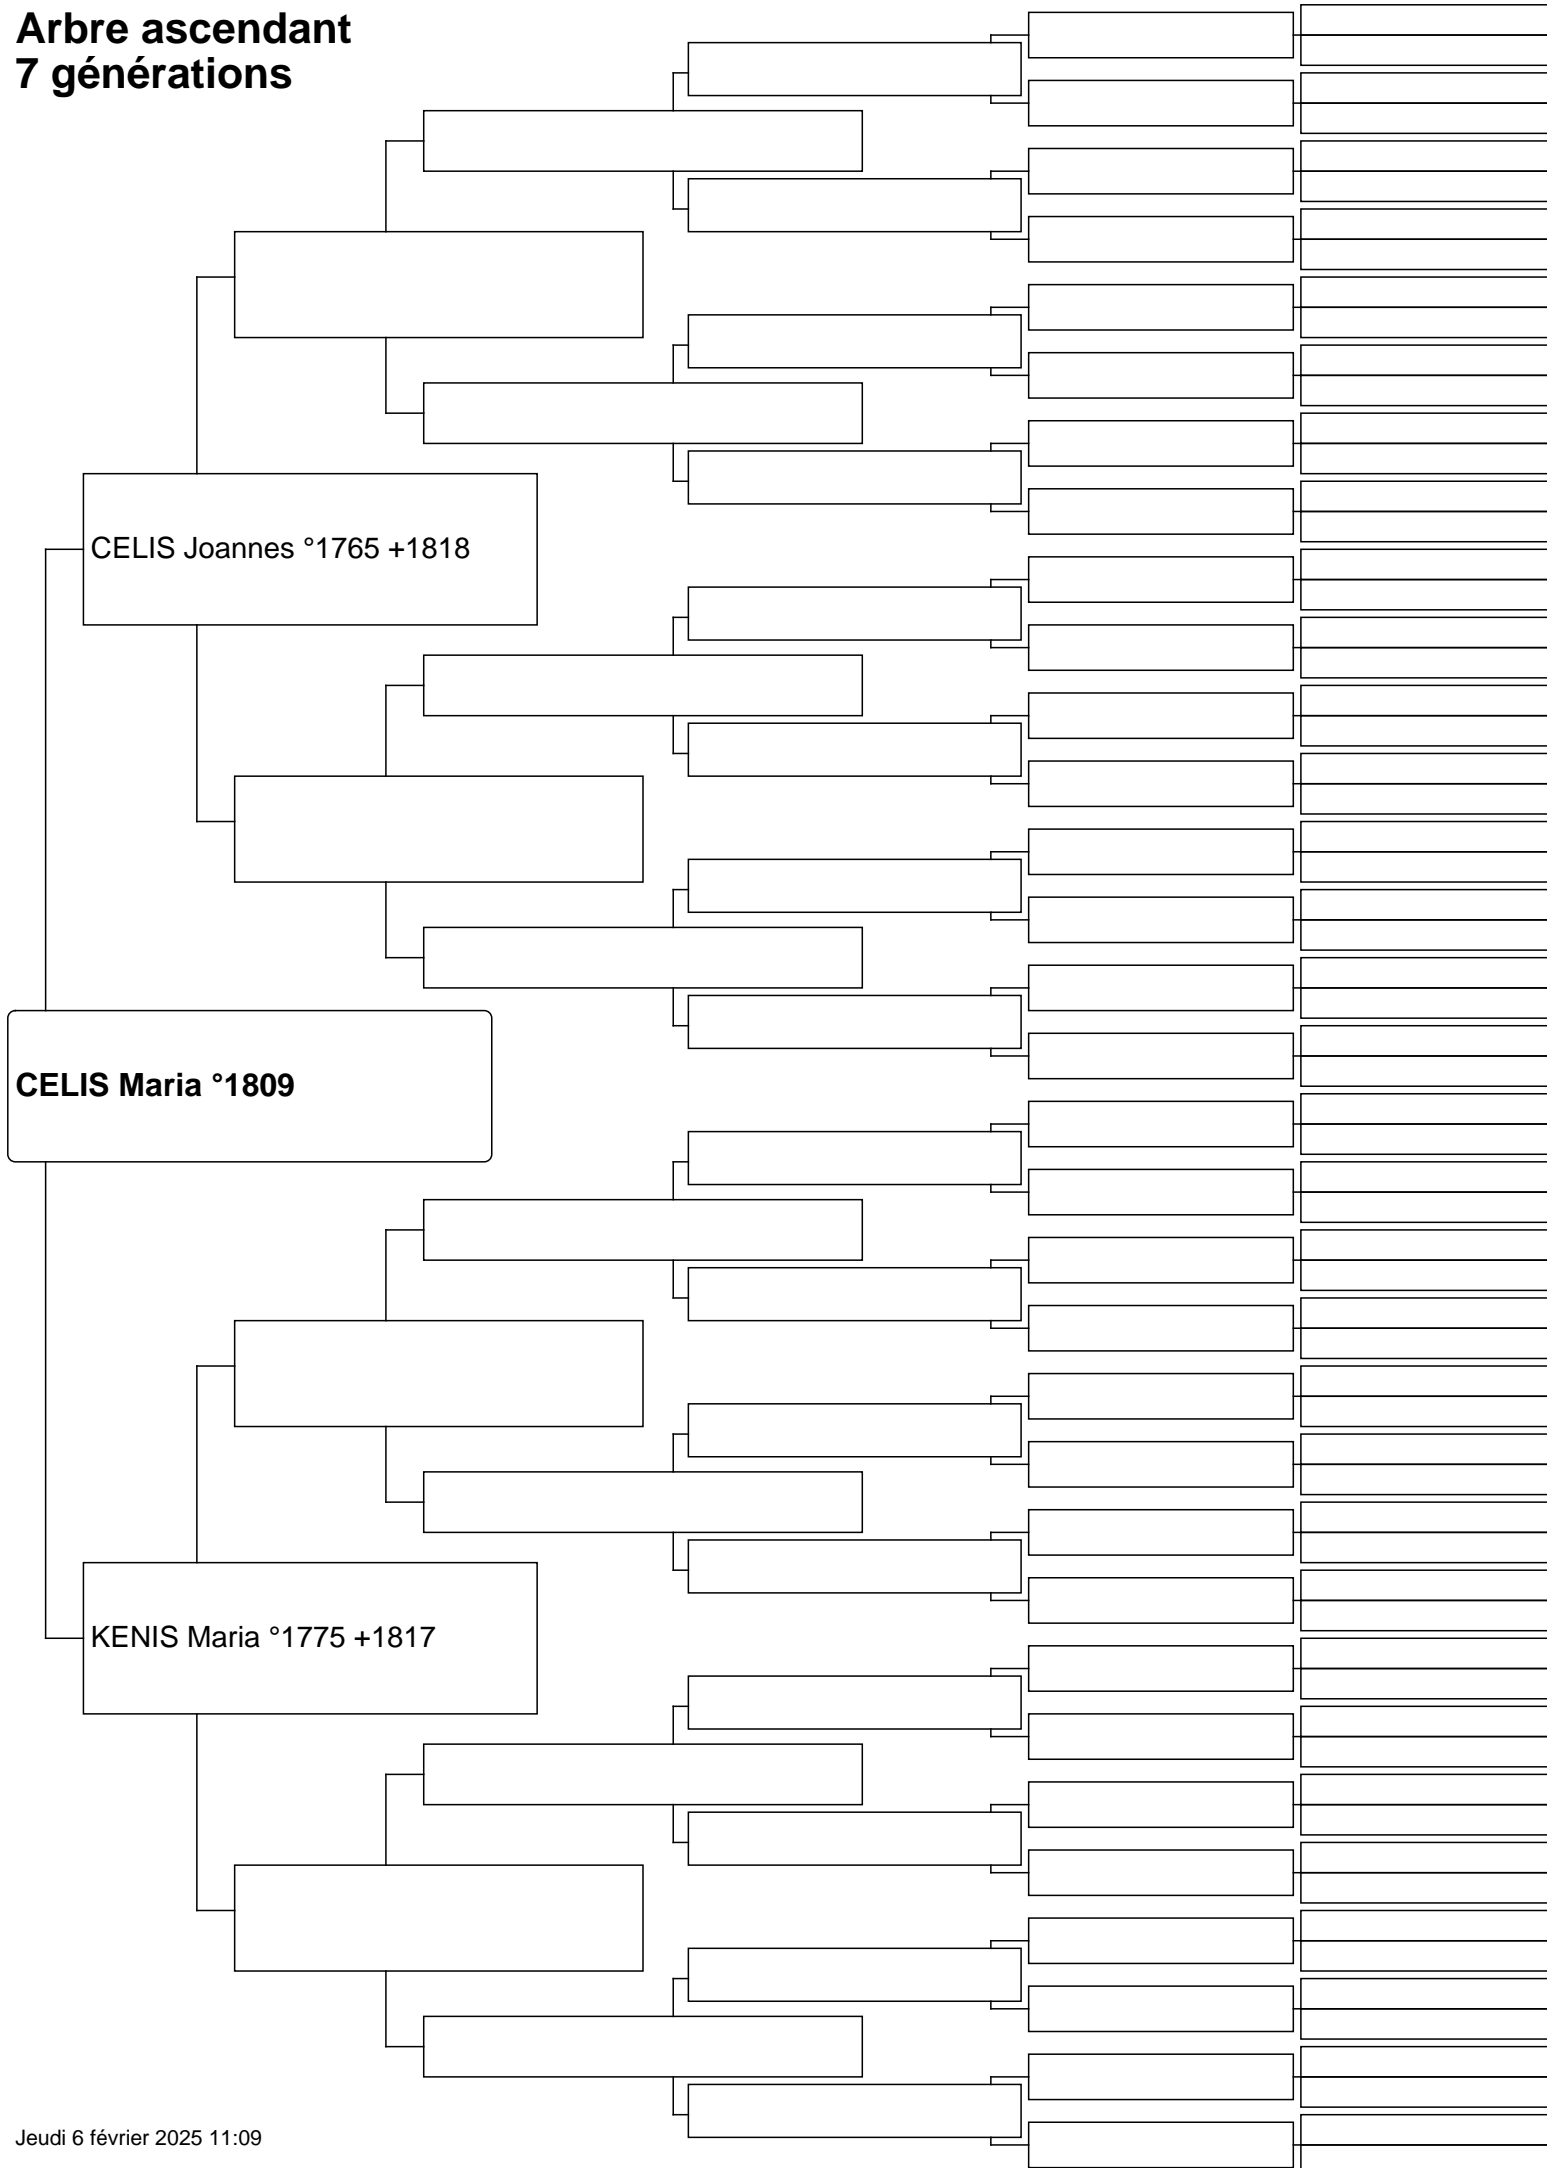 Arbre ascendant
7 générations
CELIS Joannes °1765 +1818
CELIS Maria °1809
KENIS Maria °1775 +1817
Jeudi 6 février 2025 11:09